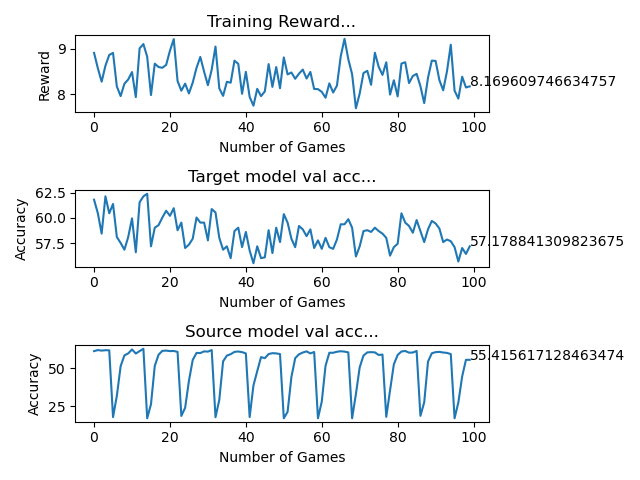 Training Reward...
Reward
9
8
8.169609746634757
0 20 40 60 80 100
Number of Games
Target model val acc...
Accuracy
62.5
60.0
57.5
57.178841309823675
0 20 40 60 80 100
Number of Games
Source model val acc...
Accuracy
50
25
55.415617128463474
0 20 40 60 80 100
Number of Games